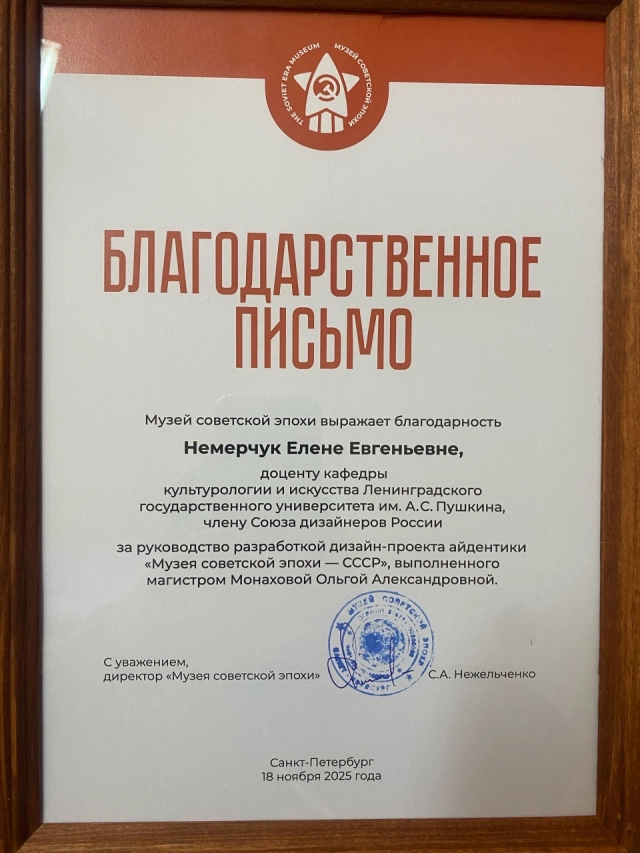 THE SOVIET ERA MUSEUM
МУЗЕЙ СОВЕТСКОЙ ЭПОХИ
БЛАГОДАРСТВЕННОЕ
ПИСЬМО
Музей советской эпохи выражает благодарность
Немерчук Елене Евгеньевне,
доценту кафедры
культурологии и искусства Ленинградского
государственного университета им. А.С. Пушкина,
члену Союза дизайнеров России
за руководство разработкой дизайн-проекта айдентики
«Музея советской эпохи — СССР», выполненного
магистром Монаховой Ольгой Александровной.
МУЗЕЙ СОВЕТСКОЙ ЭПОХИ
С уважением,
директор «Музея советской эпохи»
С.А. Нежельченко
Санкт-Петербург
18 ноября 2025 года